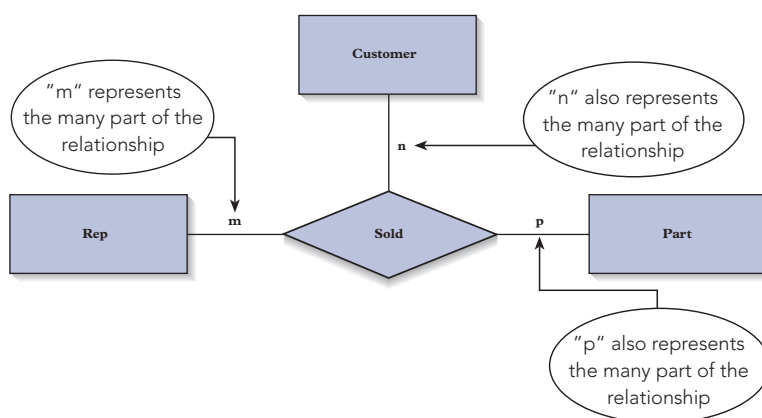 Customer
"m" represents
the many part of the
relationship
"n" also represents
the many part of the
relationship
n
Rep
m
Sold
p
Part
"p" also represents
the many part of the
relationship